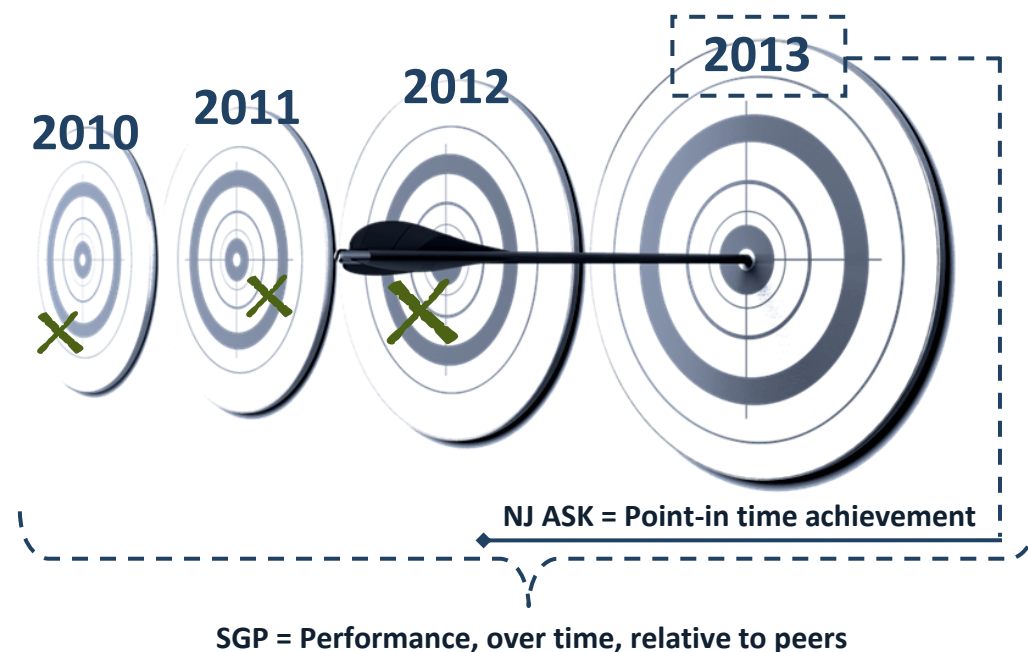 2010
2011
2012
2013
NJ ASK = Point-in time achievement
SGP = Performance, over time, relative to peers